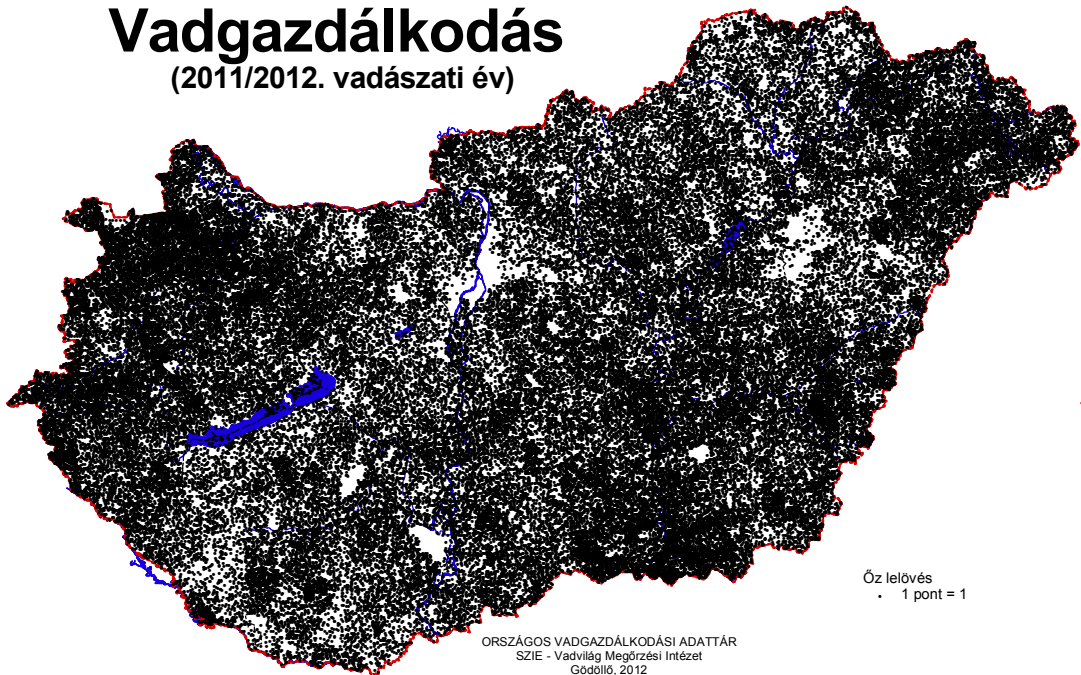 Vadgazdálkodás
(2011/2012. vadászati év)
Őz lelövés
1 pont = 1
ORSZÁGOS VADGAZDÁLKODÁSI ADATTÁR
SZIE - Vadvilág Megőrzési Intézet
Gödöllő, 2012